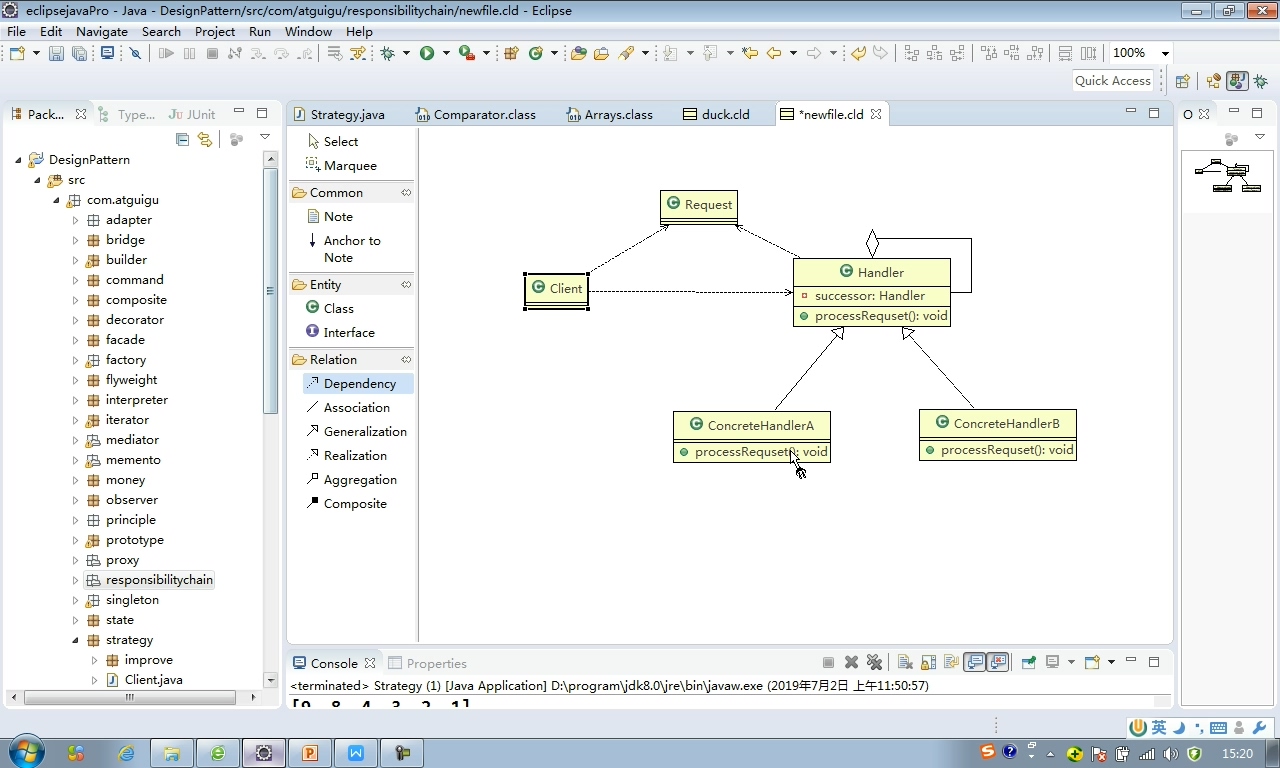 eclipsejavaPro - Java - DesignPattern/src/com/atguigu/responsibilitychain/newfile.cld - Eclipse
File Edit Navigate Search Project Run Window Help
100%
Quick Access
Pack... Type... JUnit
Strategy.java Comparator.class Arrays.class duck.cld *newfile.cld
O
DesignPattern
src
com.atguigu
adapter
bridge
builder
command
composite
decorator
facade
factory
flyweight
interpreter
iterator
mediator
memento
money
observer
principle
prototype
proxy
responsibilitychain
singleton
state
strategy
improve
Client.java
Select
Marquee
Common
Note
Anchor to
Note
Entity
Class
Interface
Relation
Dependency
Association
Generalization
Realization
Aggregation
Composite
Request
Client
Handler
successor: Handler
processRequset(): void
ConcreteHandlerA
processRequset(): void
ConcreteHandlerB
processRequset(): void
Console Properties
<terminated> Strategy (1) [Java Application] D:\program\jdk8.0\jre\bin\javaw.exe (2019年7月2日 上午11:50:57)
[9, 8, 4, 3, 2, 1]
英
15:20